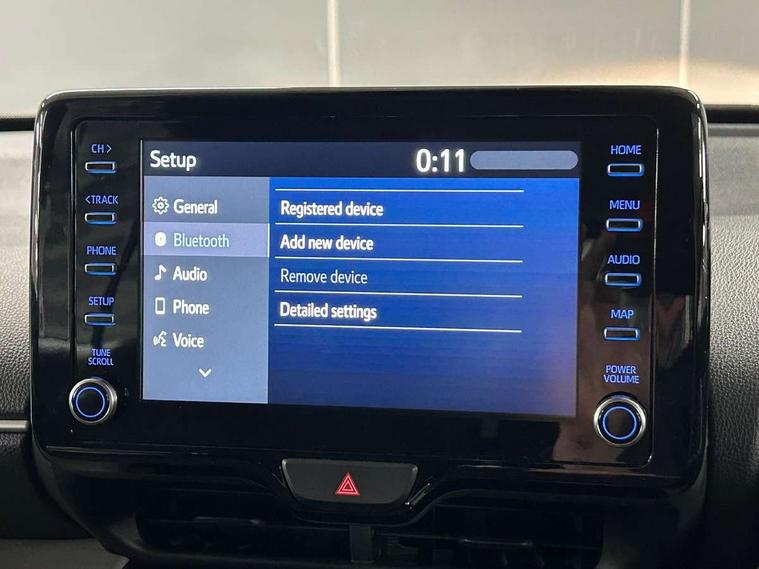 CH >
<TRACK
PHONE
SETUP
TUNE
SCROLL
Setup
0:11
General
Bluetooth
Audio
Phone
Voice
Registered device
Add new device
Remove device
Detailed settings
HOME
MENU
AUDIO
MAP
POWER
VOLUME